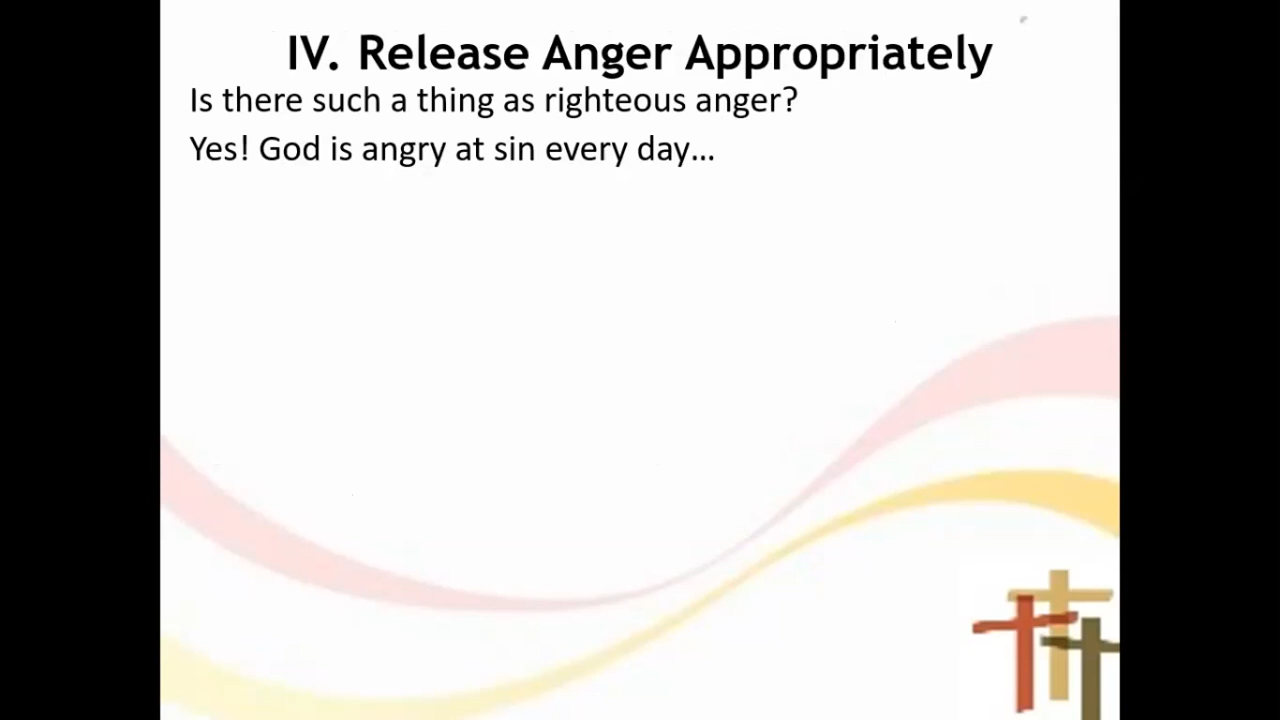 IV. Release Anger Appropriately
Is there such a thing as righteous anger?
Yes! God is angry at sin every day...